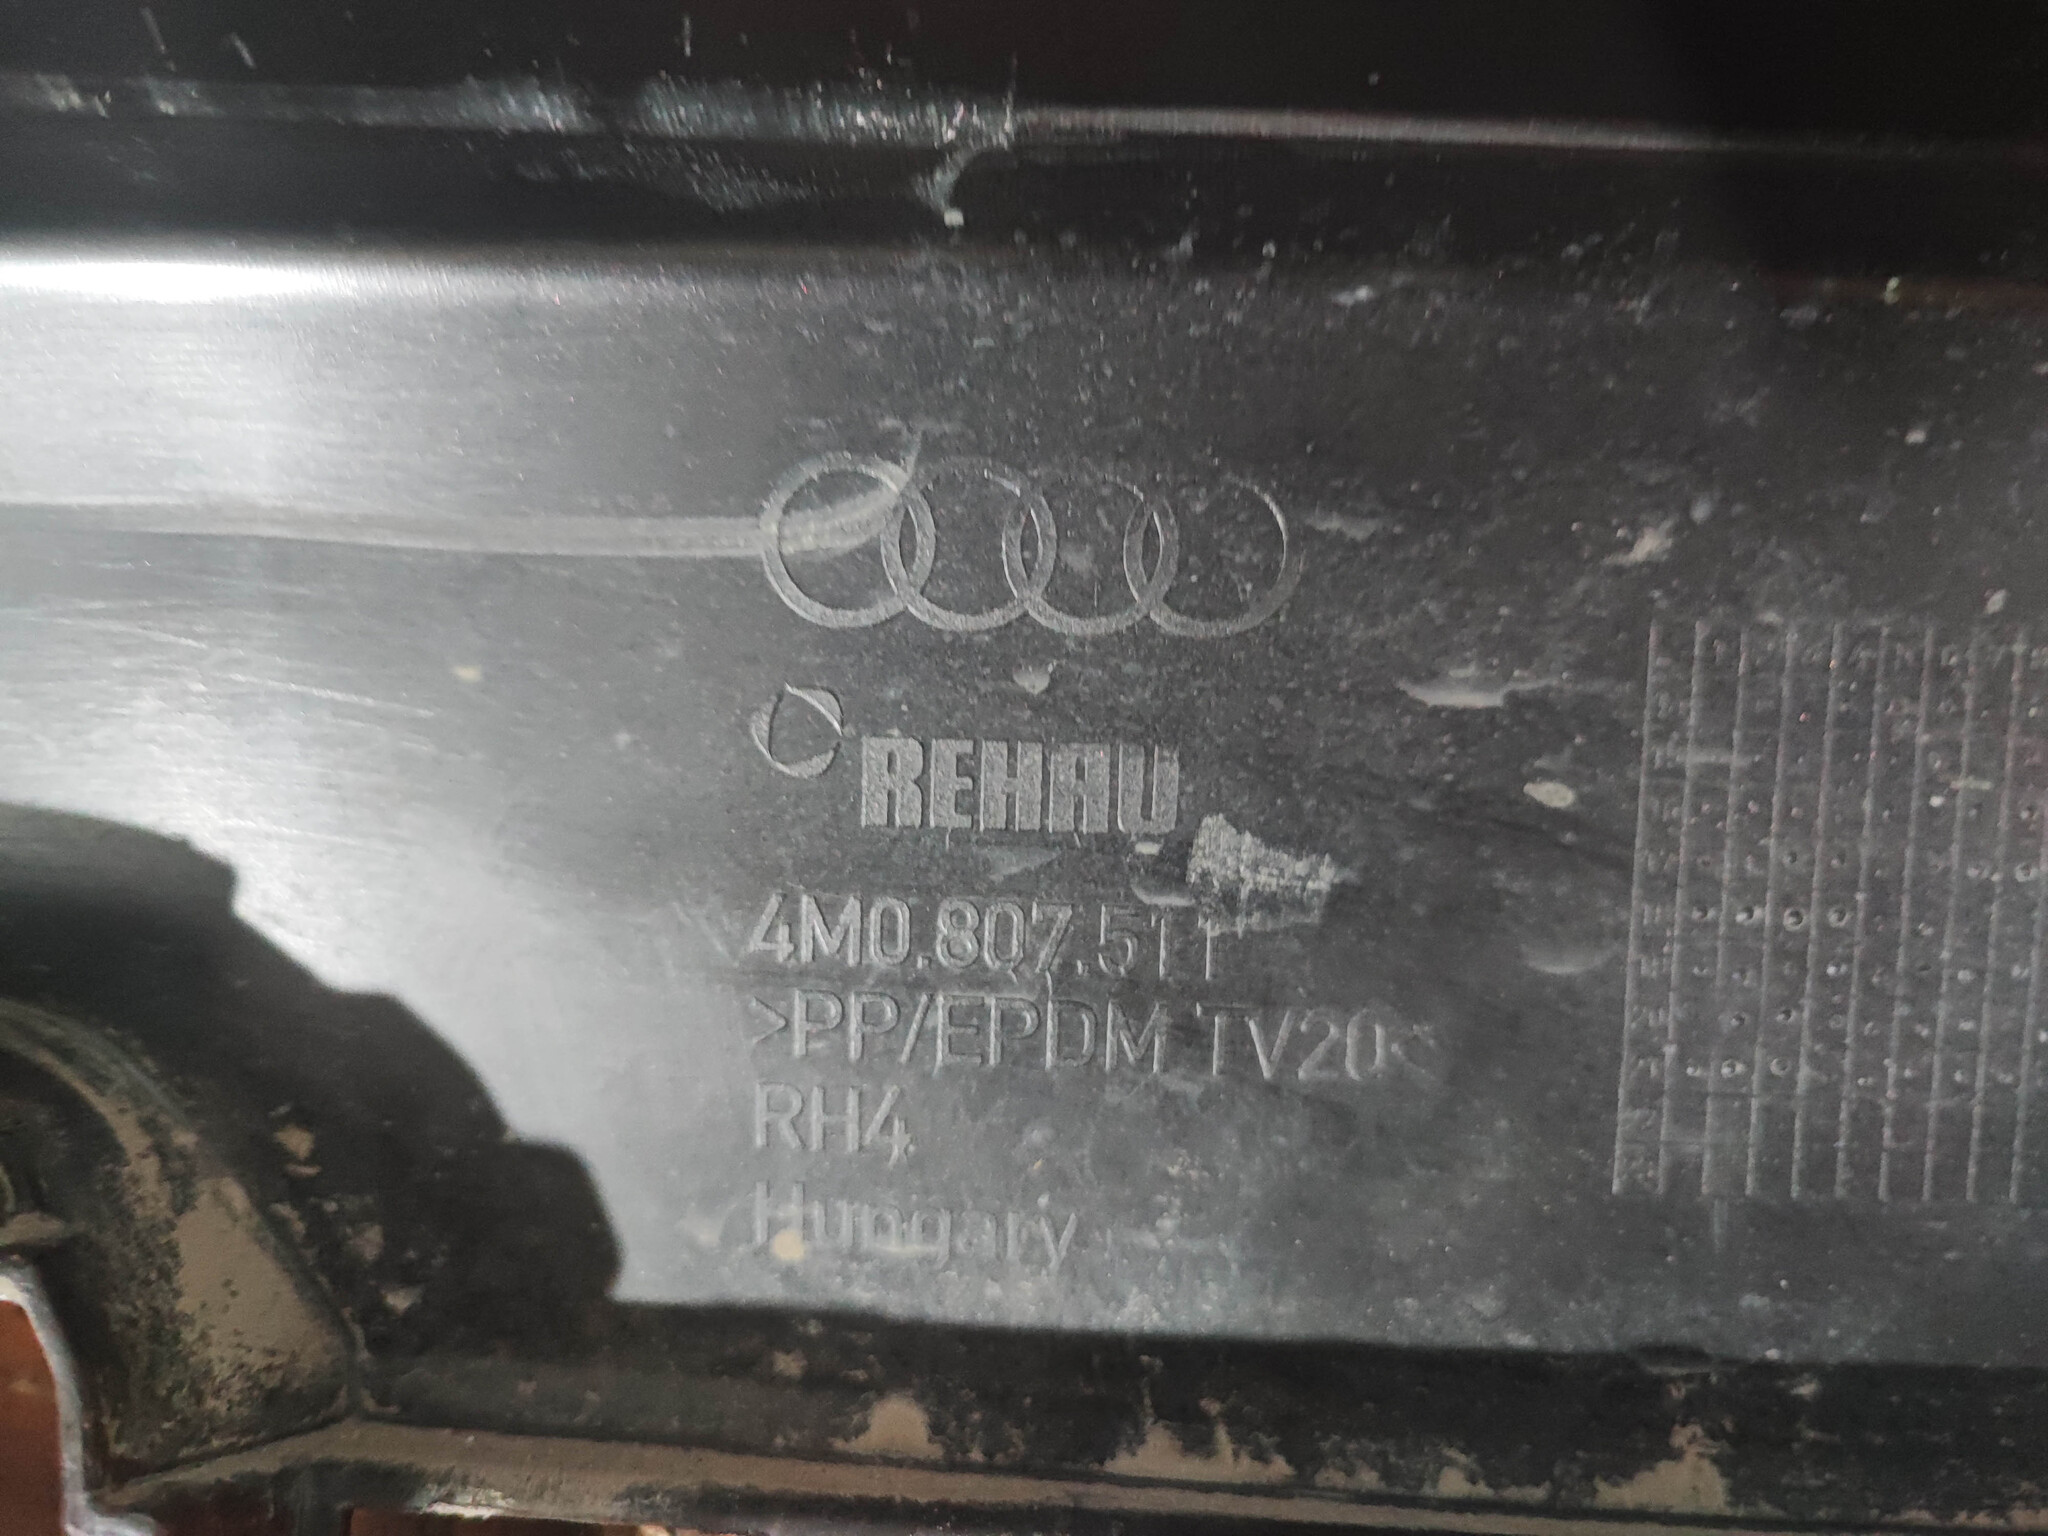 REHAU
4M0.807.511
>PP/EPDM TV20<
RH4
Hungary